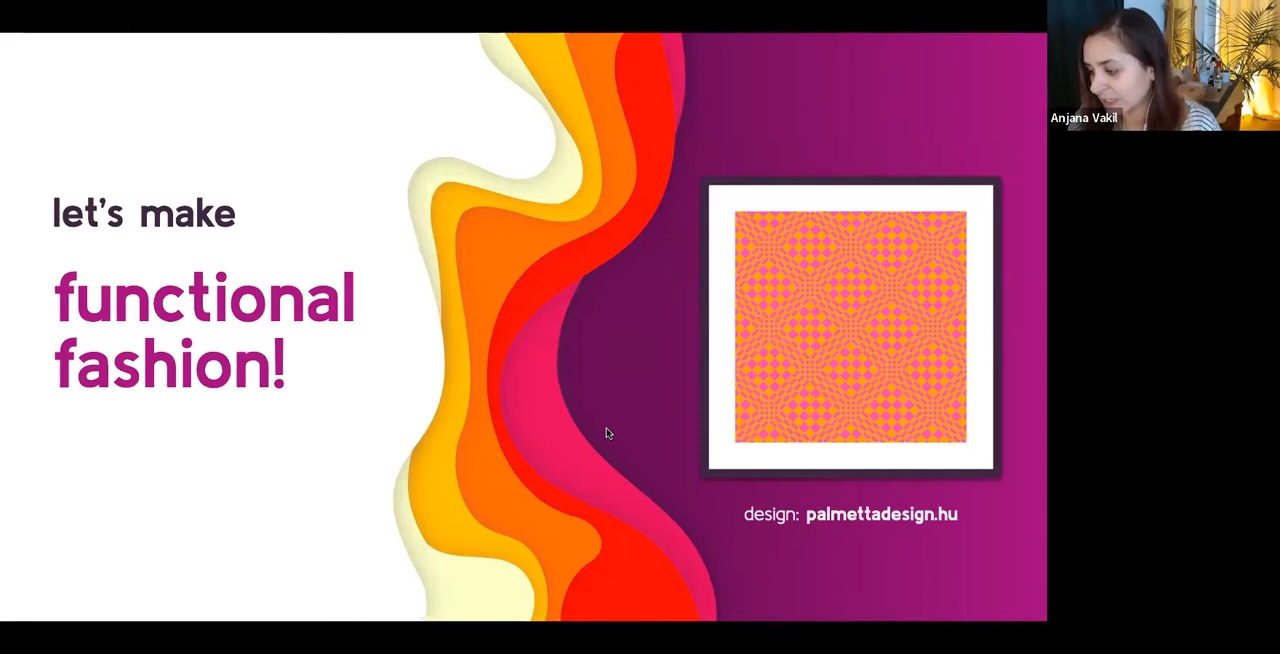 let's make
functional
fashion!
design: palmettadesign.hu
Anjana Vakil